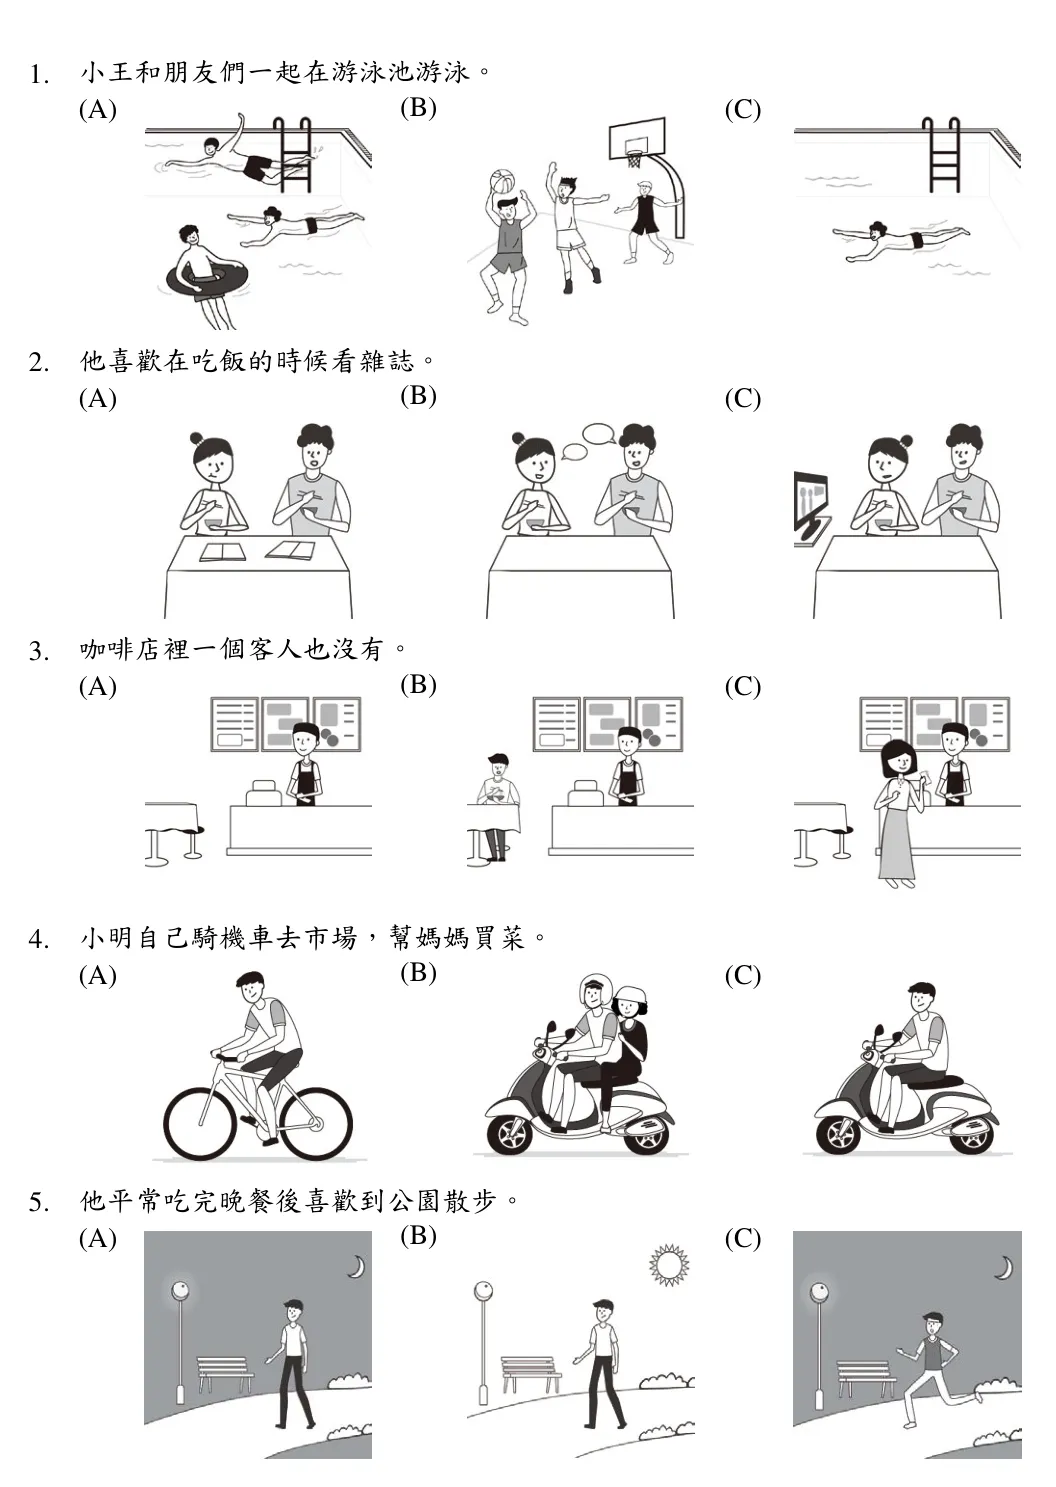 1. 小王和朋友們一起在游泳池游泳。
(A) (B) (C)
2. 他喜歡在吃飯的時候看雜誌。
(A) (B) (C)
3. 咖啡店裡一個客人也沒有。
(A) (B) (C)
4. 小明自己騎機車去市場，幫媽媽買菜。
(A) (B) (C)
5. 他平常吃完晚餐後喜歡到公園散步。
(A) (B) (C)